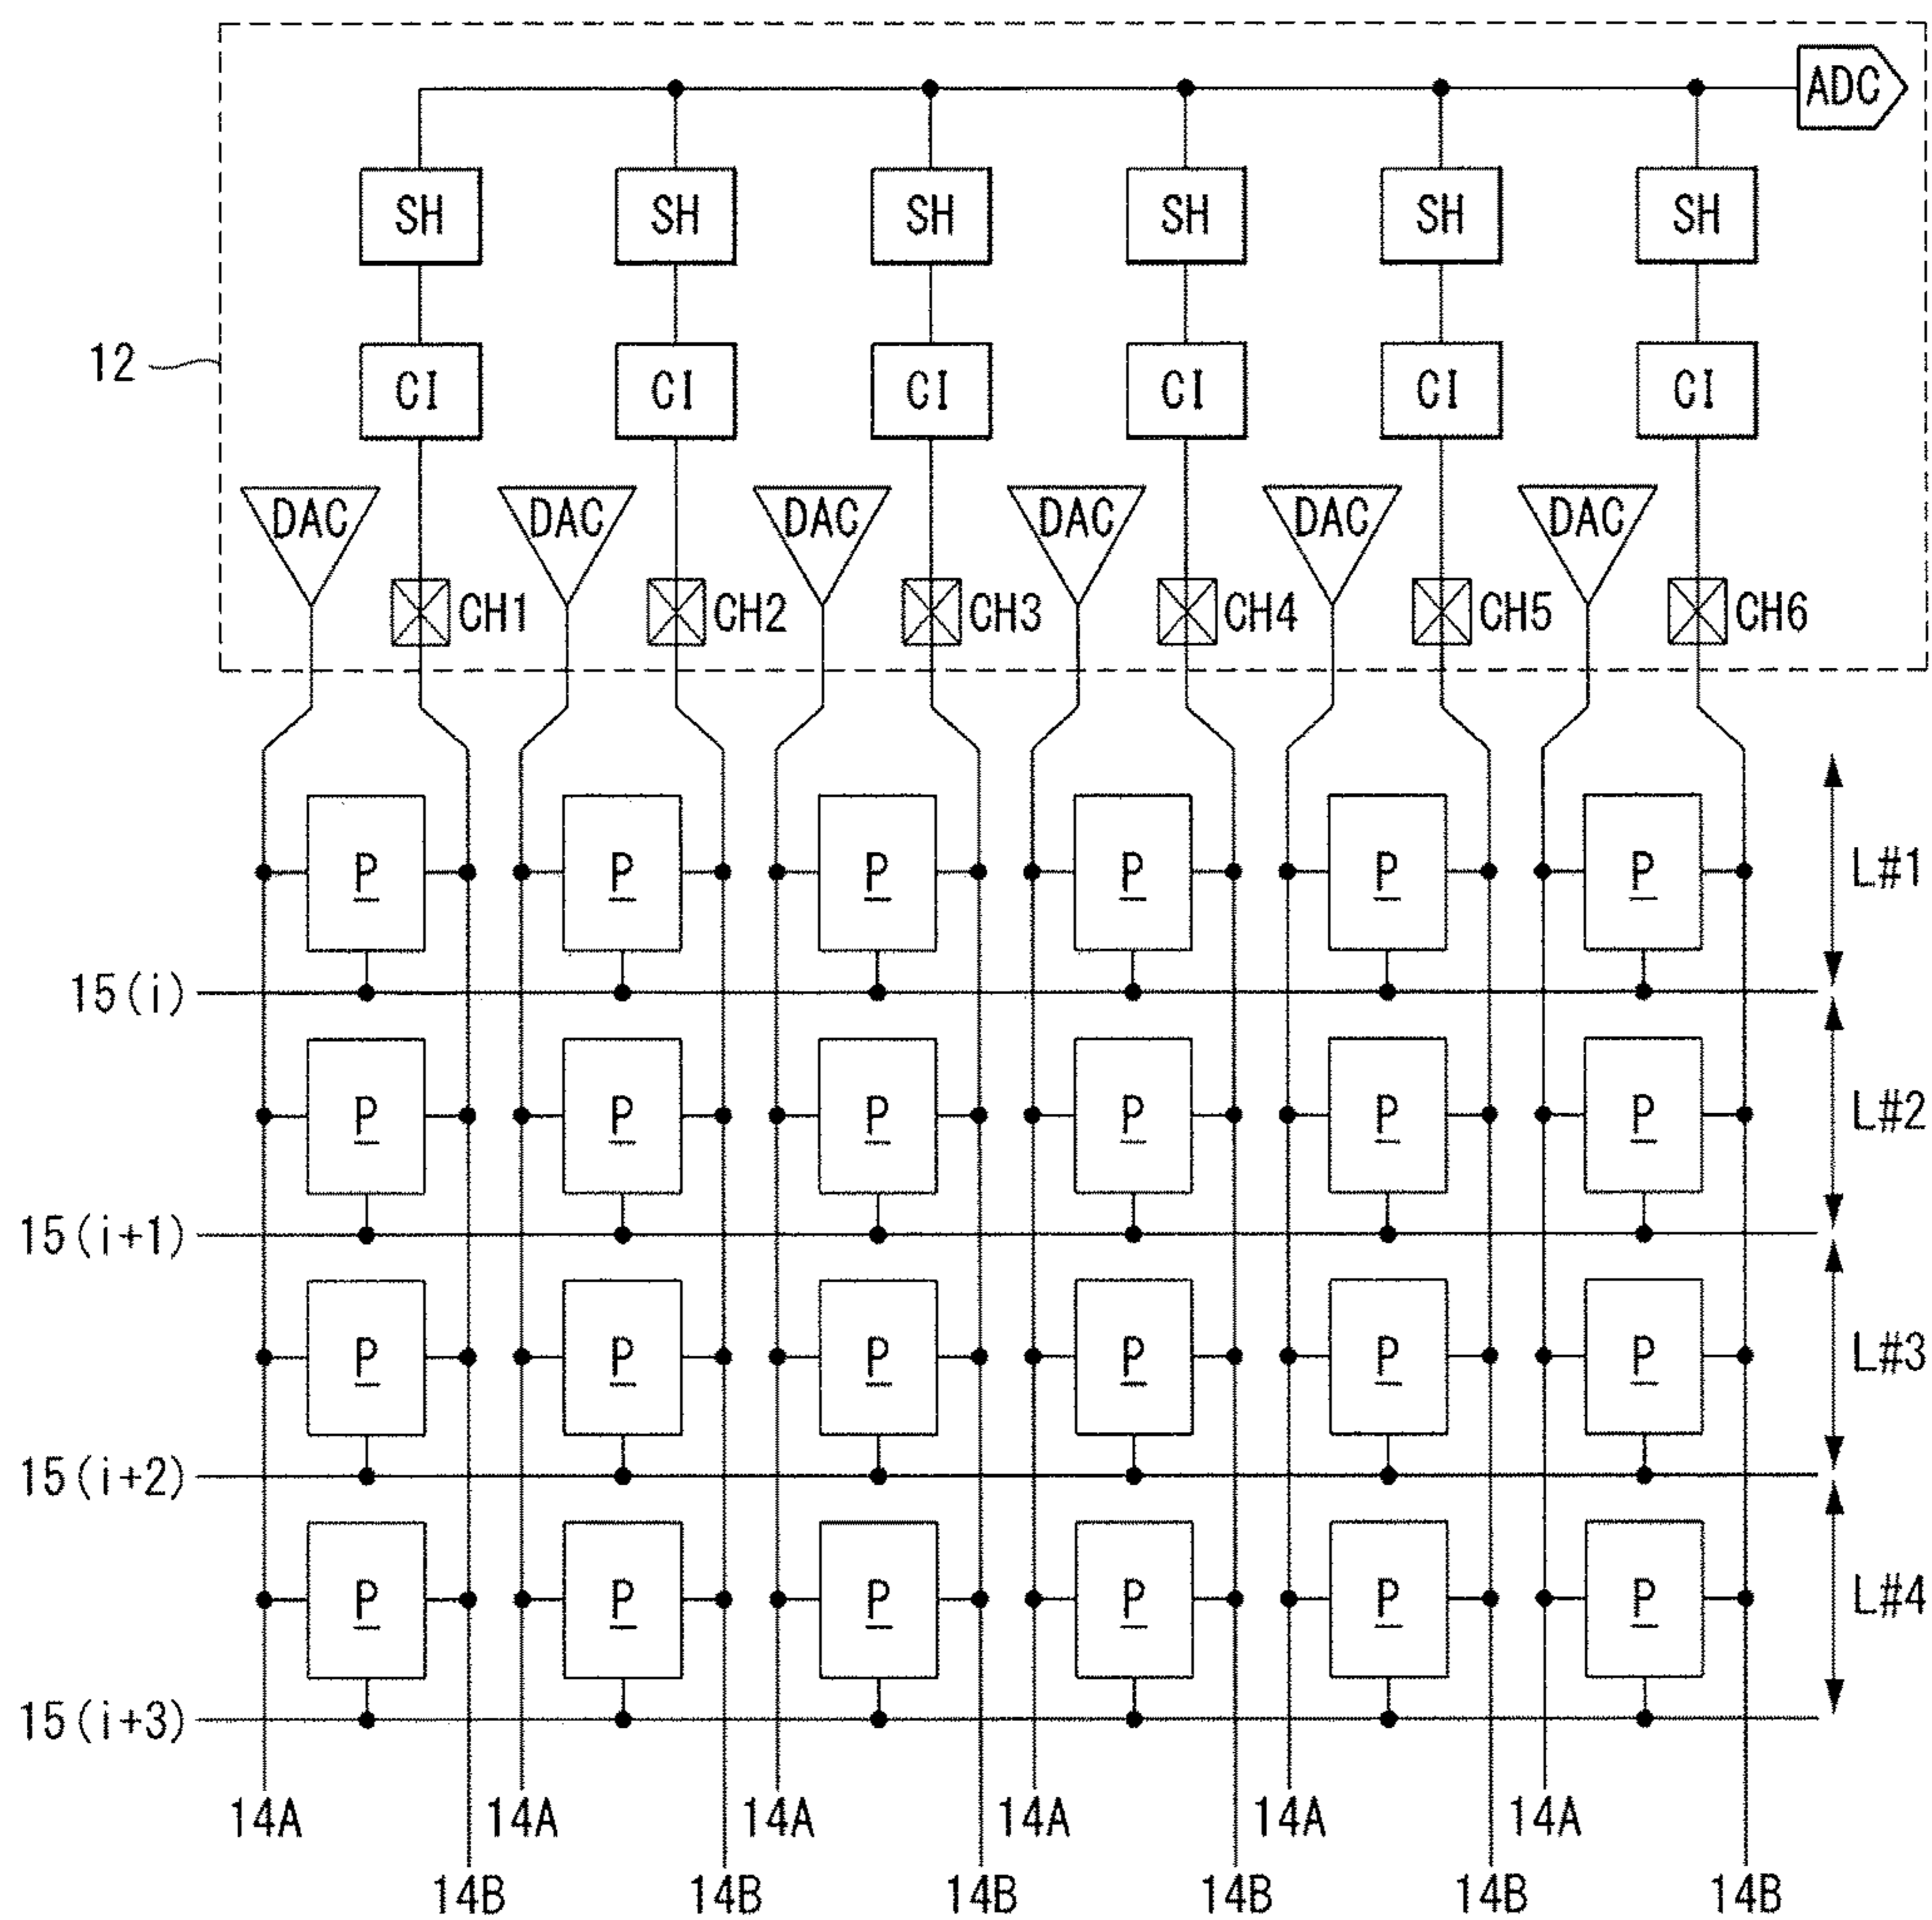 ADC
SH SH SH SH SH SH
12
CI CI CI CI CI CI
DAC DAC DAC DAC DAC DAC
CH1 CH2 CH3 CH4 CH5 CH6
P P P P P P L#1
15(i)
P P P P P P L#2
15(i+1)
P P P P P P L#3
15(i+2)
P P P P P P L#4
15(i+3)
14A 14A 14A 14A 14A 14A
14B 14B 14B 14B 14B 14B